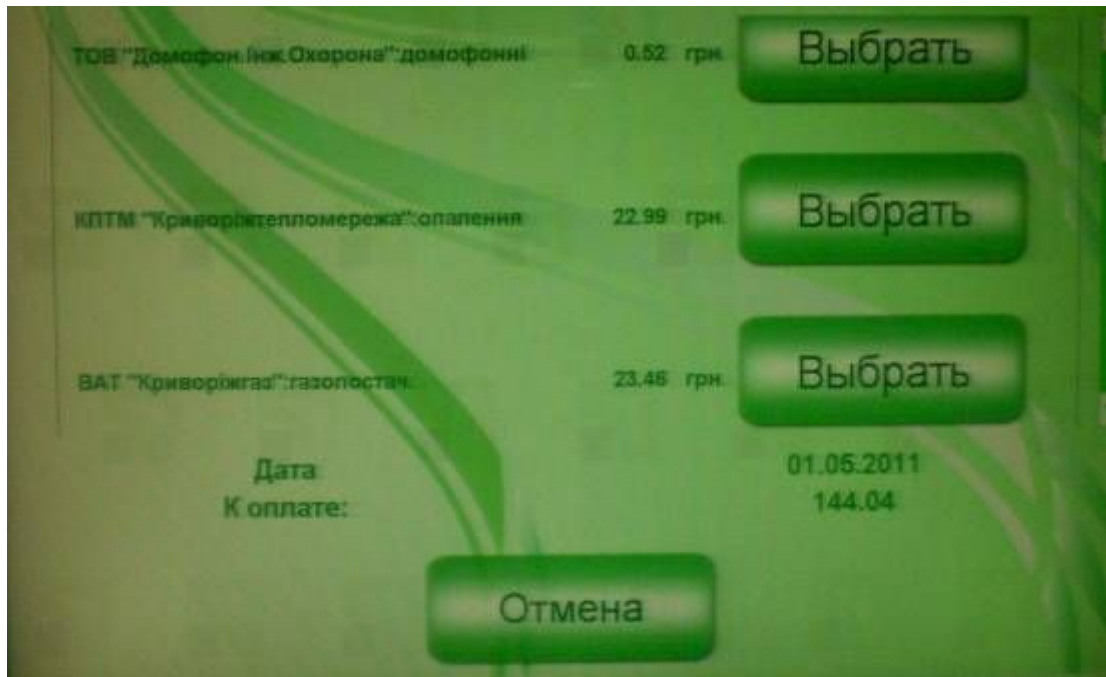 ТОВ "Домофон.Інж.Охорона":домофонні 0.52 грн. Выбрать
КПТМ "Криворіжтепломережа":опалення 22.99 грн. Выбрать
ВАТ "Криворіжгаз":газопостач. 23.46 грн. Выбрать
Дата 01.05.2011
К оплате: 144.04
Отмена